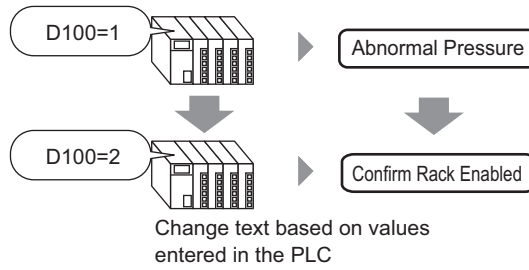 D100=1
Abnormal Pressure
D100=2
Confirm Rack Enabled
Change text based on values
entered in the PLC